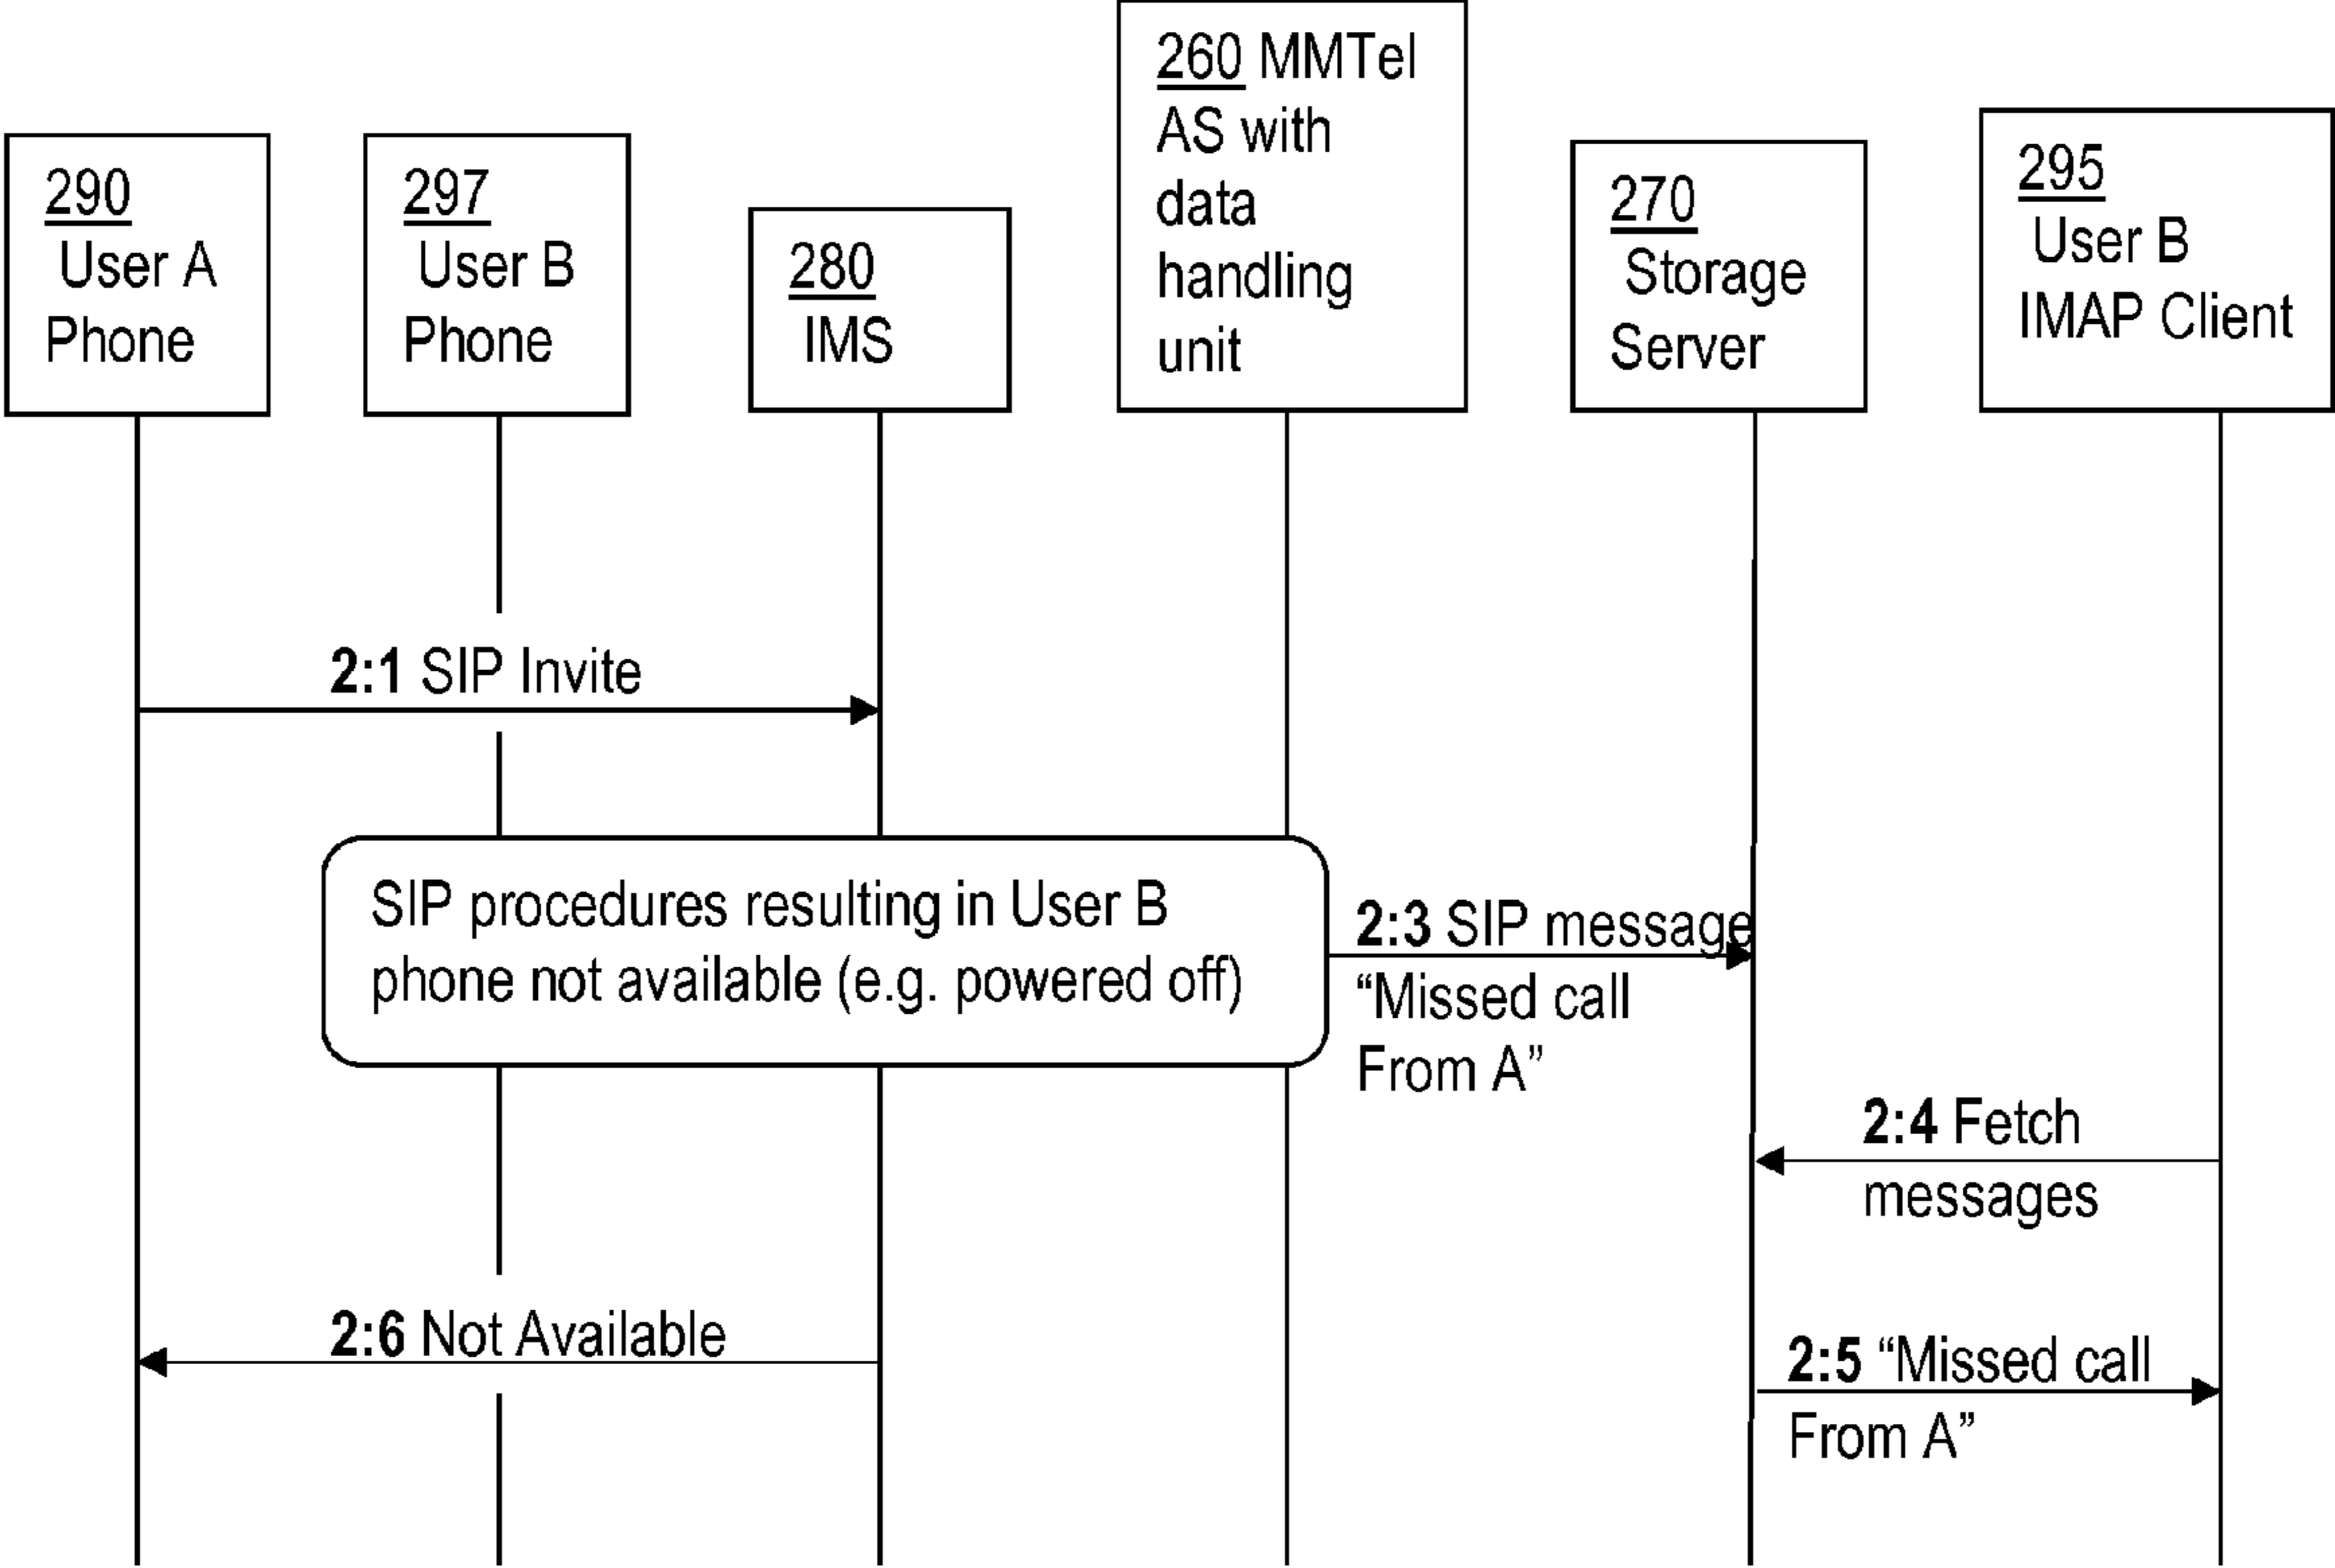 290
User A
Phone
297
User B
Phone
280
IMS
260 MMTel
AS with
data
handling
unit
270
Storage
Server
295
User B
IMAP Client
2:1 SIP Invite
SIP procedures resulting in User B
phone not available (e.g. powered off)
2:3 SIP message
“Missed call
From A”
2:4 Fetch
messages
2:6 Not Available
2:5 “Missed call
From A”